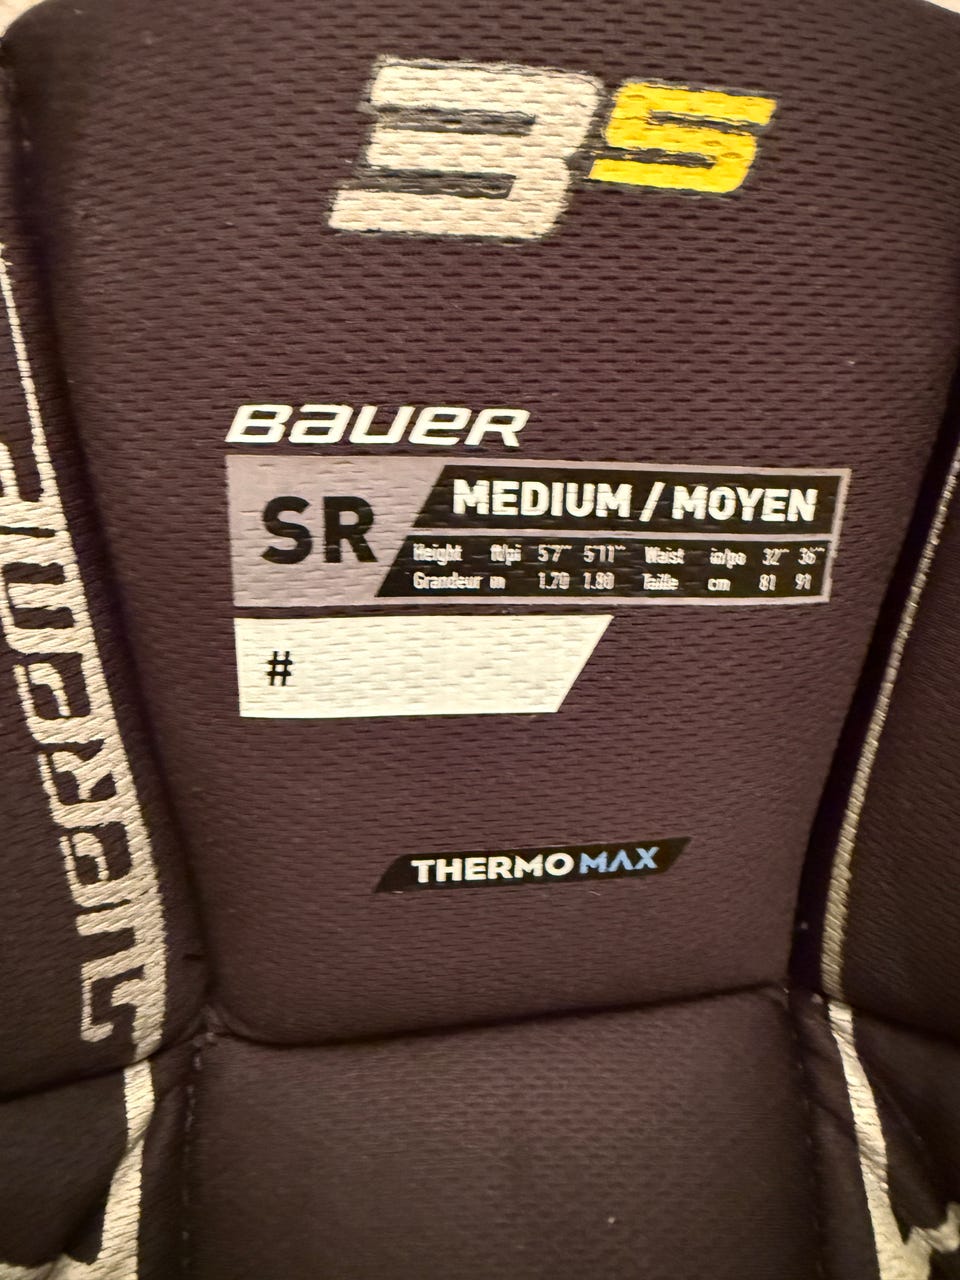 3S
BAUER
SR
MEDIUM / MOYEN
Height ft/pi 5'7" 5'11" Waist in/po 32" 36"
Grandeur m 1.70 1.80 Taille cm 81 91
#
THERMOMAX
SUPREME